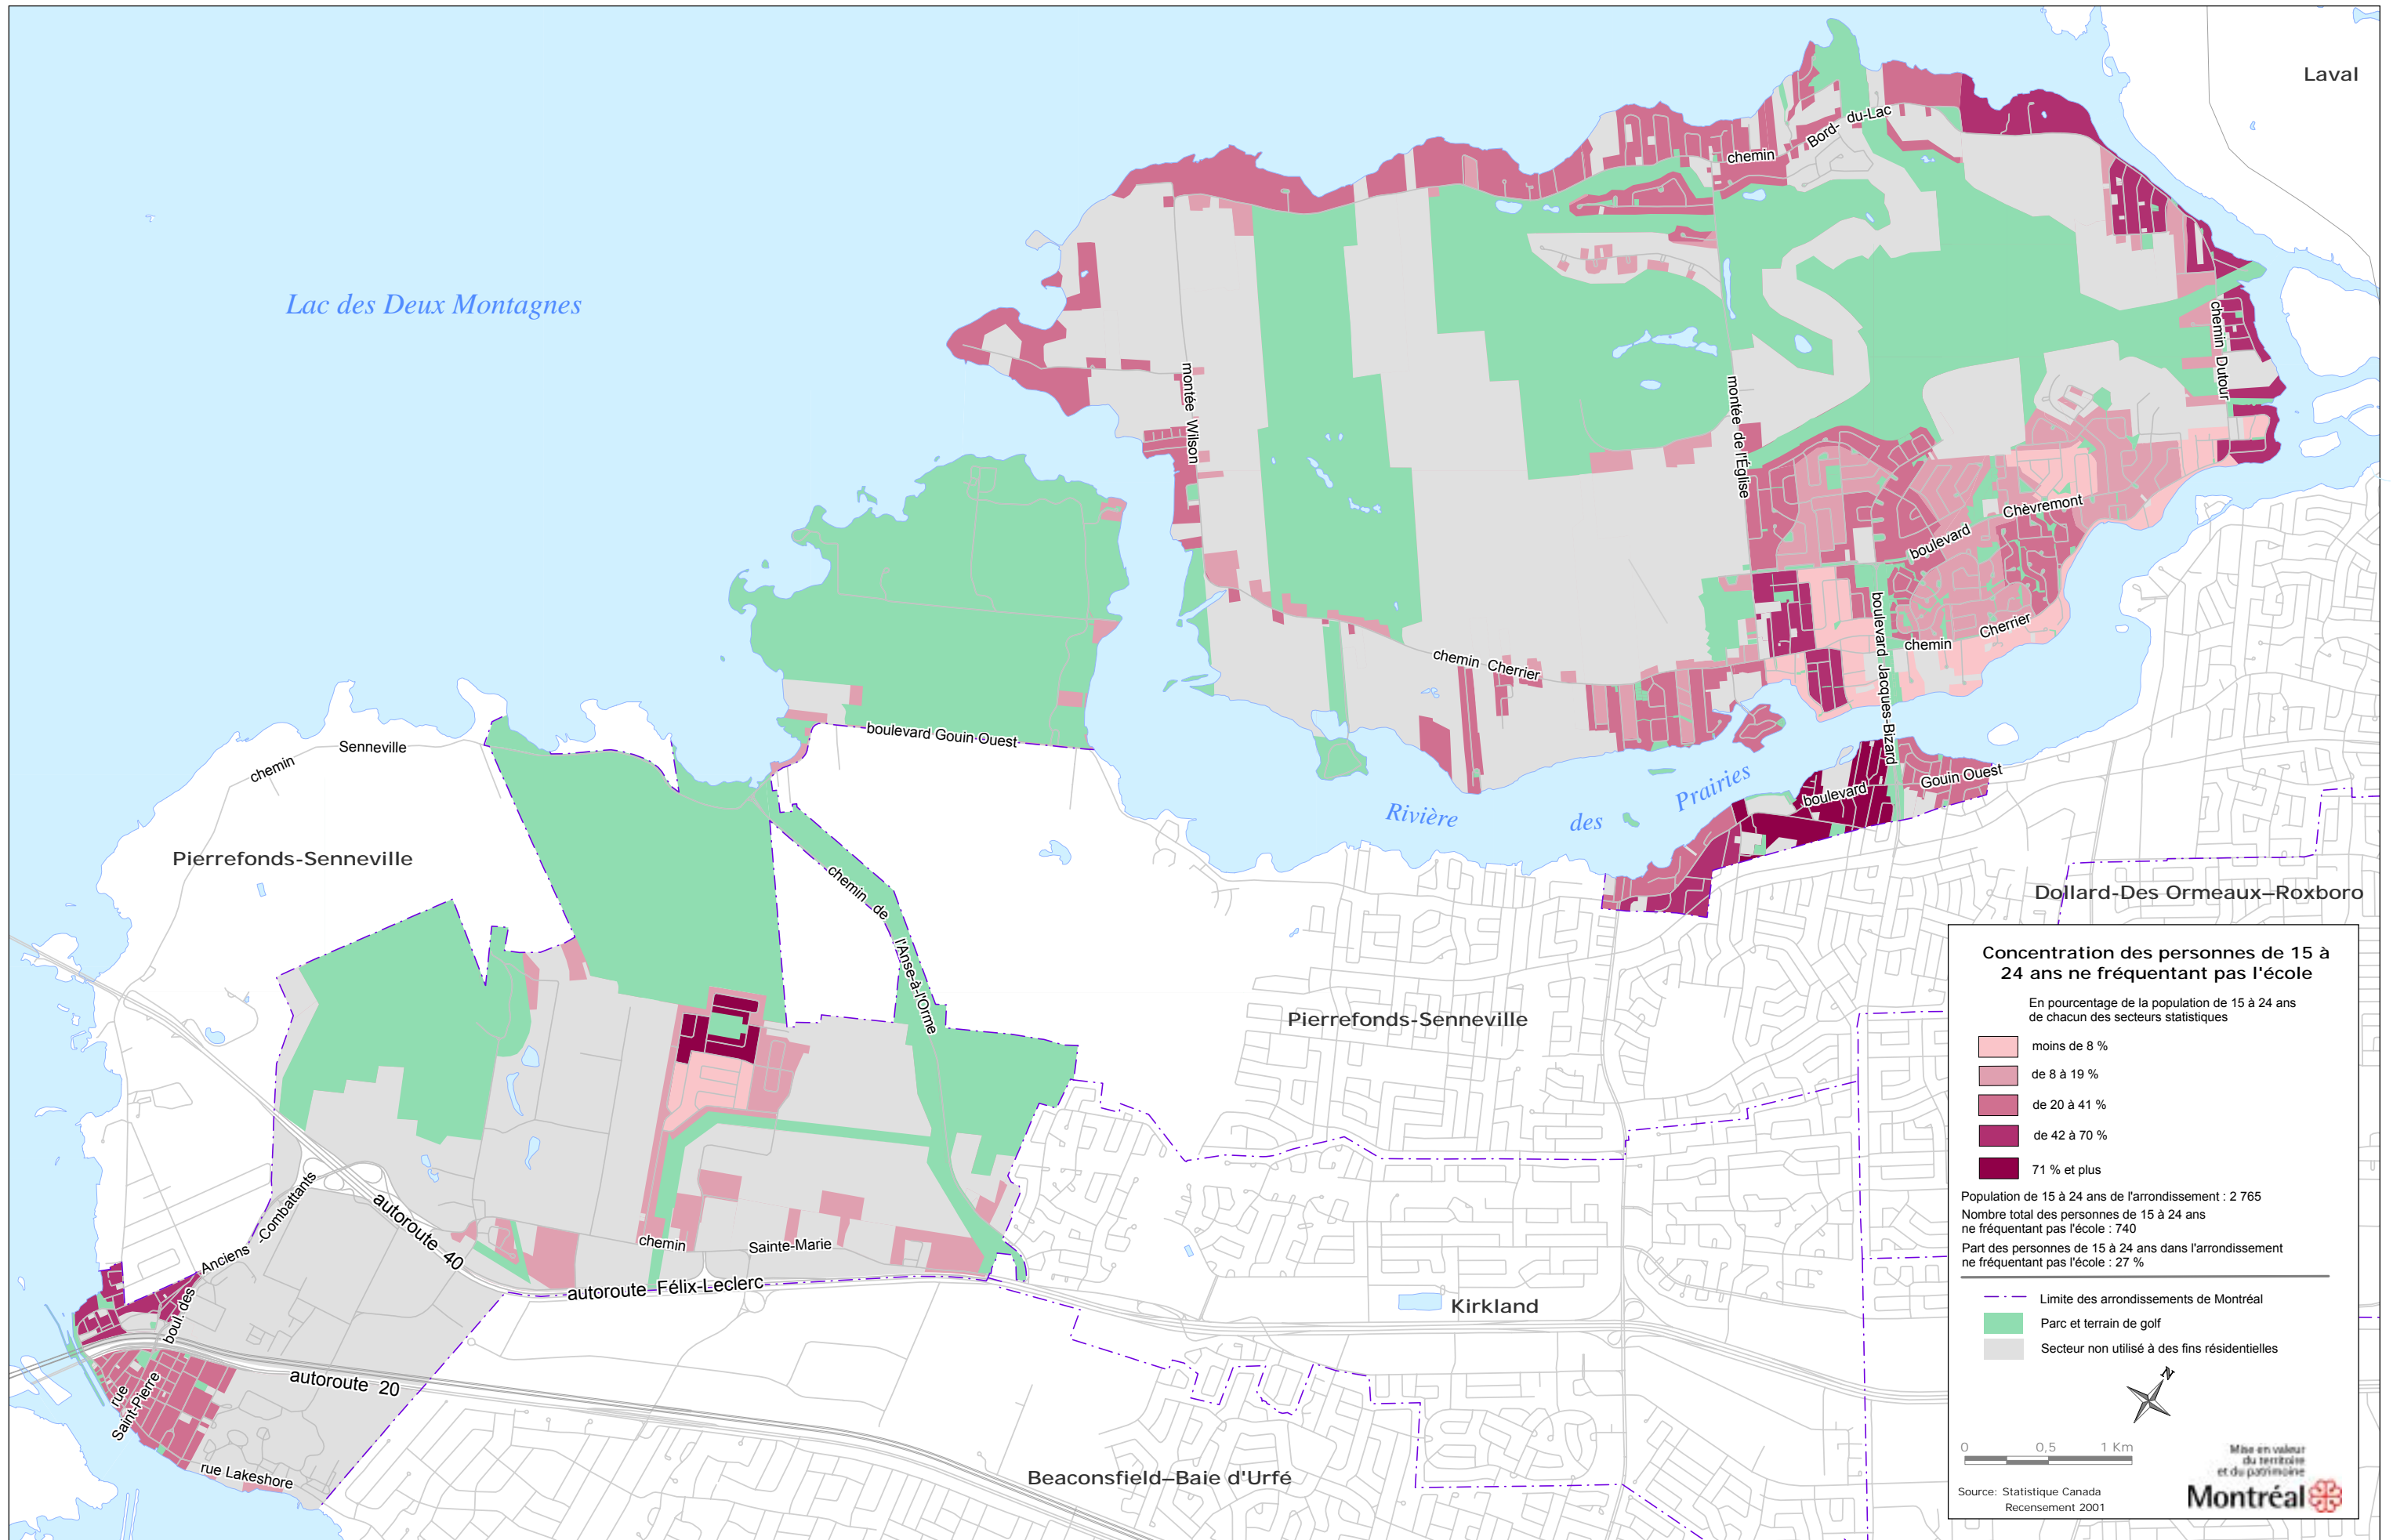 Laval
Bord- du-Lac
chemin
Lac des Deux Montagnes
chemin Dutour
montée Wilson
montée de l'Église
Chèvremont
boulevard
boulevard Jacques-Bizard
Cherrier
chemin
chemin Cherrier
boulevard Gouin Ouest
Senneville
chemin
Gouin Ouest
boulevard
Rivière des Prairies
Pierrefonds-Senneville
chemin de l'Anse-à-l'Orme
Dollard-Des Ormeaux–Roxboro
Pierrefonds-Senneville
Anciens -Combattants
boul. des
autoroute 40
chemin Sainte-Marie
autoroute Félix-Leclerc
Kirkland
autoroute 20
rue
Saint-Pierre
rue Lakeshore
Beaconsfield–Baie d'Urfé
Concentration des personnes de 15 à
24 ans ne fréquentant pas l'école
En pourcentage de la population de 15 à 24 ans
de chacun des secteurs statistiques
moins de 8 %
de 8 à 19 %
de 20 à 41 %
de 42 à 70 %
71 % et plus
Population de 15 à 24 ans de l'arrondissement : 2 765
Nombre total des personnes de 15 à 24 ans
ne fréquentant pas l'école : 740
Part des personnes de 15 à 24 ans dans l'arrondissement
ne fréquentant pas l'école : 27 %
Limite des arrondissements de Montréal
Parc et terrain de golf
Secteur non utilisé à des fins résidentielles
N
0 0,5 1 Km
Mise en valeur
du territoire
et du patrimoine
Source: Statistique Canada
Recensement 2001
Montréal